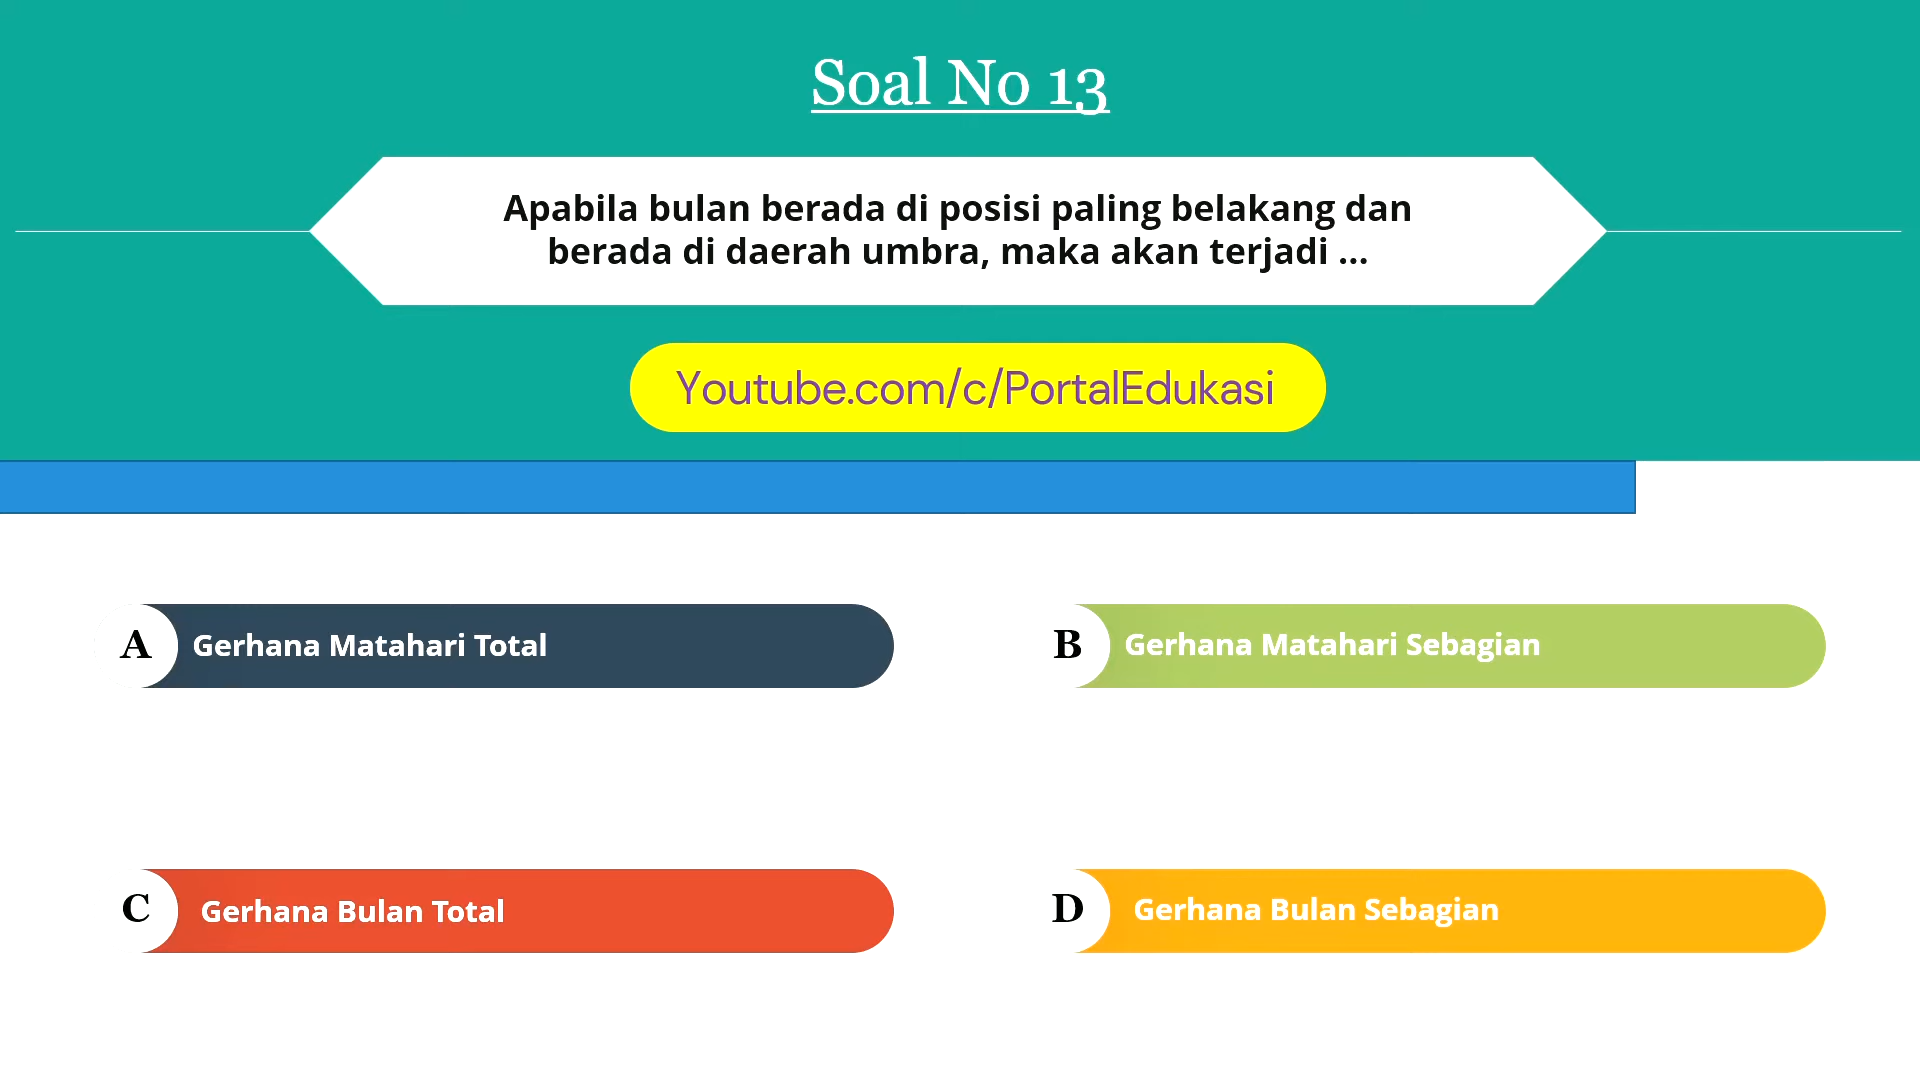 Soal No 13
Apabila bulan berada di posisi paling belakang dan
berada di daerah umbra, maka akan terjadi ...
Youtube.com/c/PortalEdukasi
A Gerhana Matahari Total
B Gerhana Matahari Sebagian
C Gerhana Bulan Total
D Gerhana Bulan Sebagian